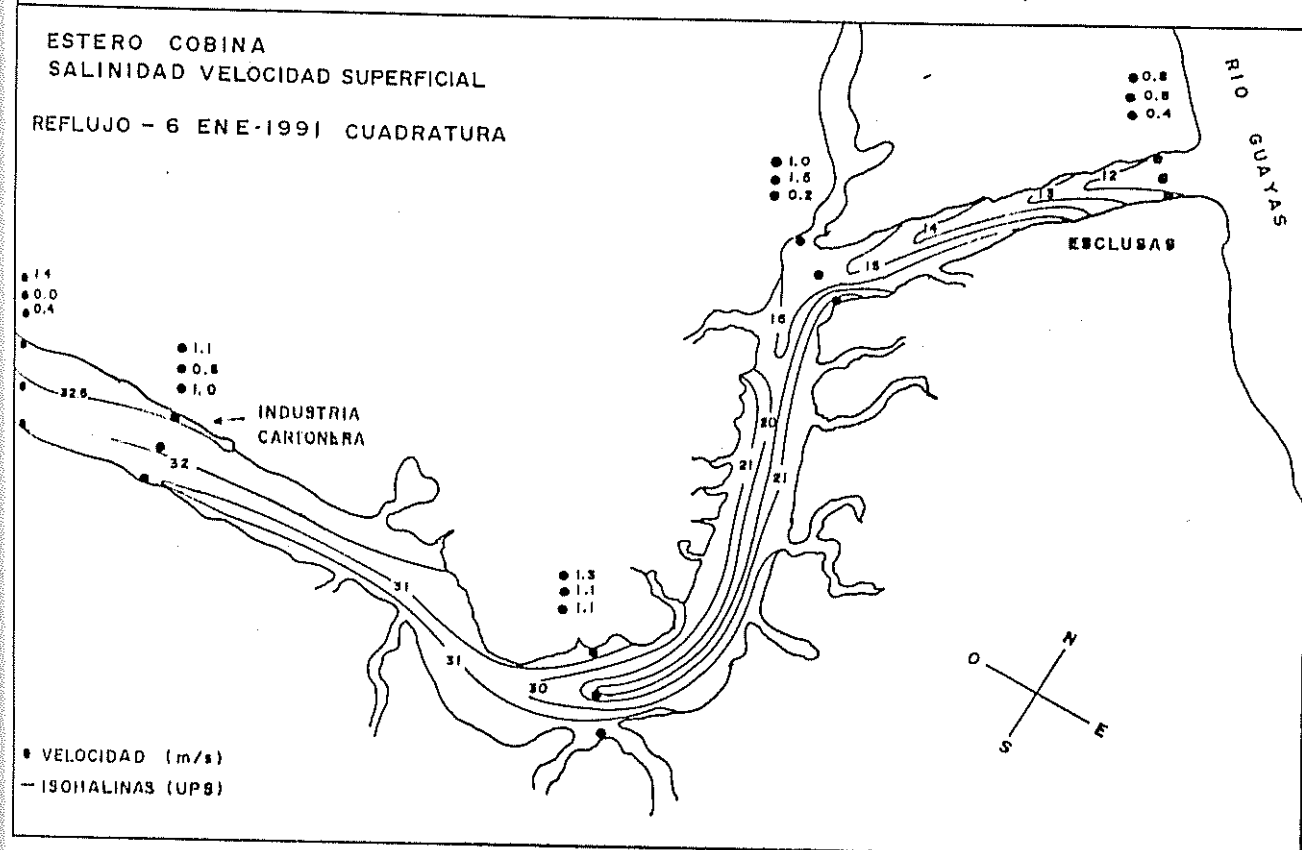 ESTERO COBINA
SALINIDAD VELOCIDAD SUPERFICIAL
REFLUJO - 6 ENE-1991 CUADRATURA
RIO GUAYAS
0.8
0.8
0.4
1.0
1.5
0.2
12
13
14
15
16
ESCLUSAS
14
0.0
0.4
1.1
0.8
1.0
INDUSTRIA
CARTONERA
32.5
32
20
21
21
1.3
1.1
1.1
31
31
30
N
O
E
S
VELOCIDAD (m/s)
ISOHALINAS (UPS)